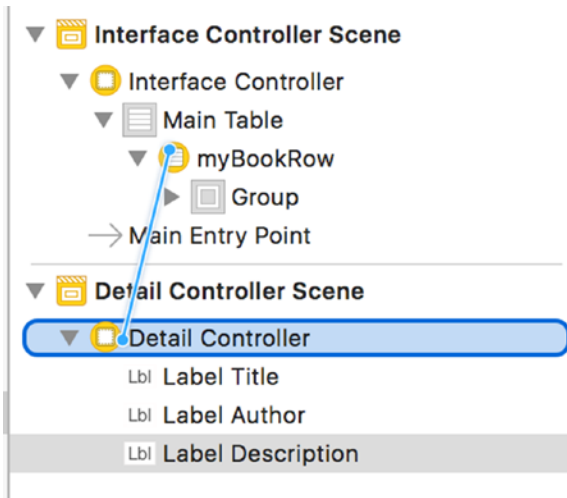 Interface Controller Scene
Interface Controller
Main Table
myBookRow
Group
Main Entry Point
Detail Controller Scene
Detail Controller
Lbl Label Title
Lbl Label Author
Lbl Label Description